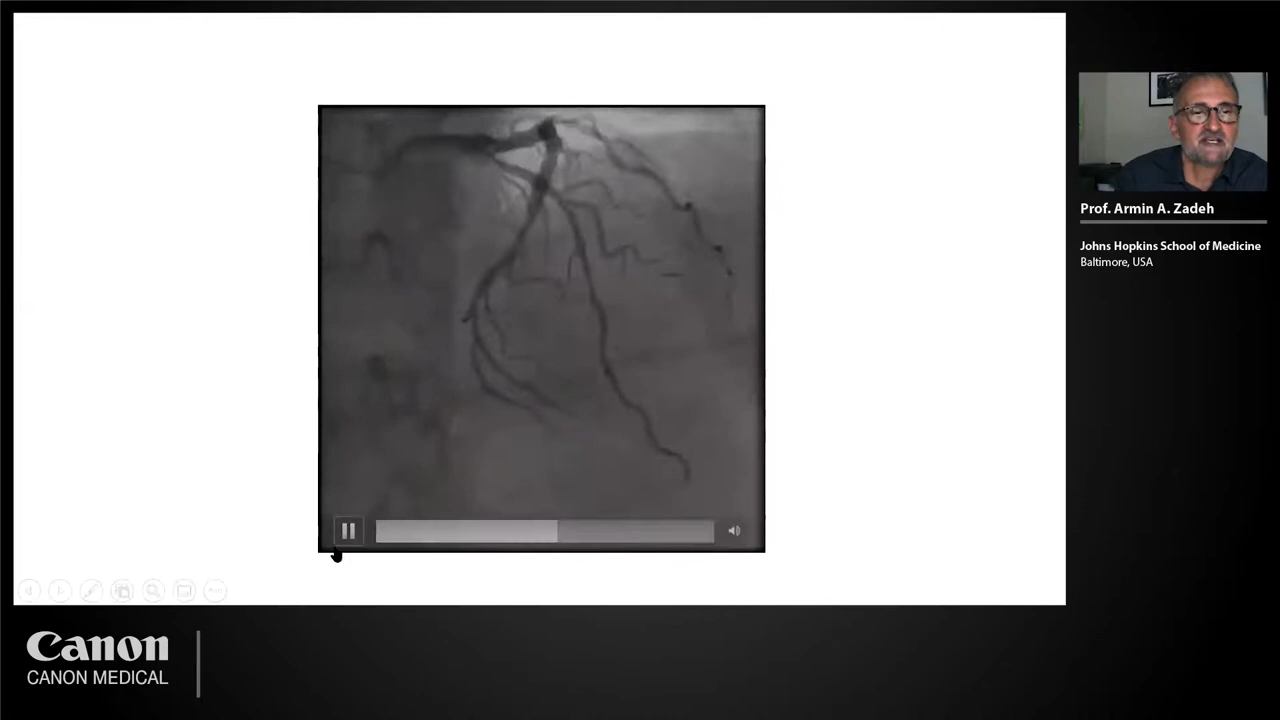 Prof. Armin A. Zadeh
Johns Hopkins School of Medicine
Baltimore, USA
Canon
CANON MEDICAL